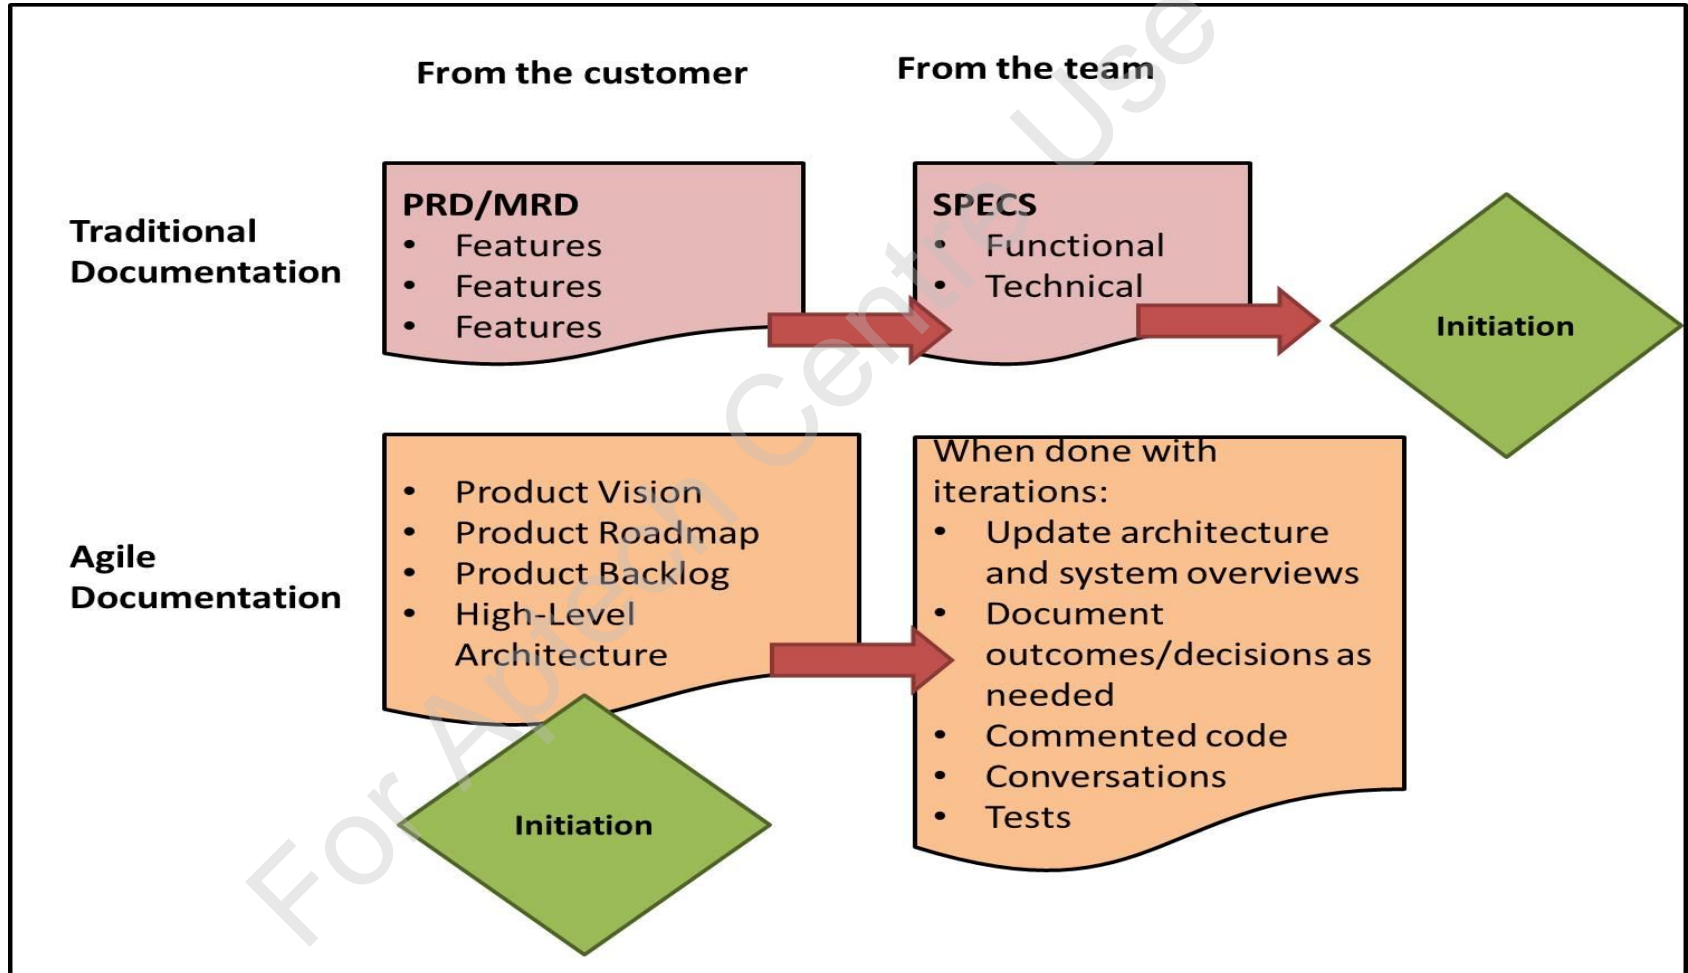 From the customer
From the team
Traditional
Documentation
PRD/MRD
• Features
• Features
• Features
SPECS
• Functional
• Technical
Initiation
Agile
Documentation
• Product Vision
• Product Roadmap
• Product Backlog
• High-Level
Architecture
When done with
iterations:
• Update architecture
and system overviews
• Document
outcomes/decisions as
needed
• Commented code
• Conversations
• Tests
Initiation
For Aptech Centre Use